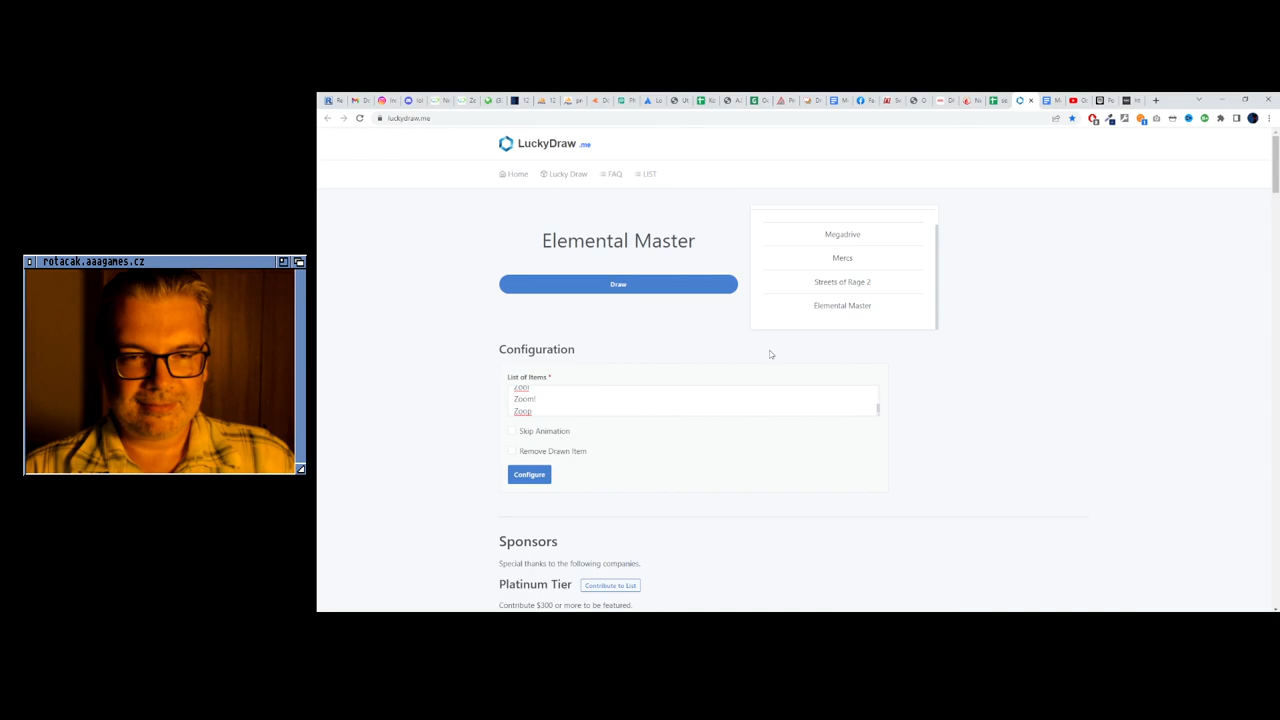 luckydraw.me
LuckyDraw .me
Home
Lucky Draw
FAQ
LIST
rotacak.aaagames.cz
Elemental Master
Draw
Megadrive
Mercs
Streets of Rage 2
Elemental Master
Configuration
List of Items *
Zoom!
Zoop
Skip Animation
Remove Drawn Item
Configure
Sponsors
Special thanks to the following companies.
Platinum Tier
Contribute to List
Contribute $300 or more to be featured.